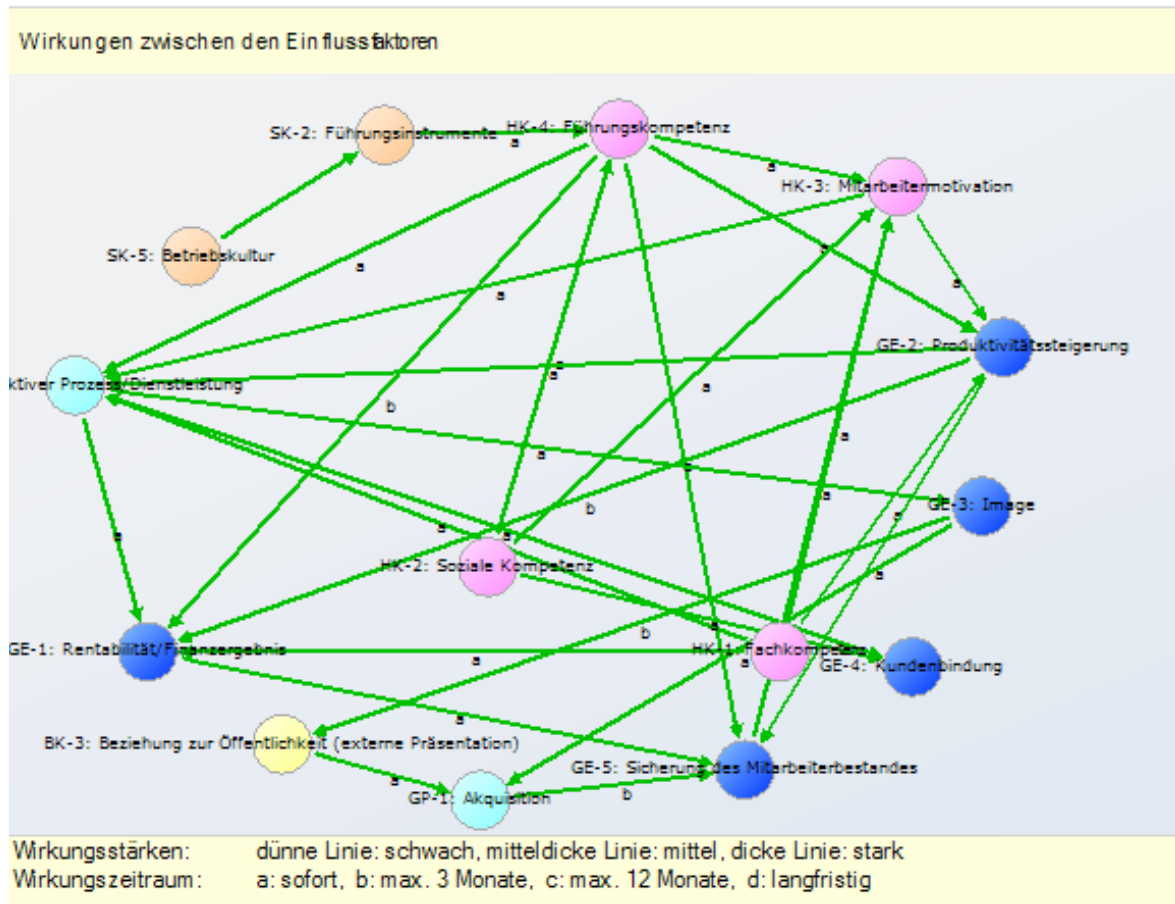 Wirkungen zwischen den Einflussfaktoren
SK-2: Führungsinstrumente
HK-4: Führungskompetenz
a
a
HK-3: Mitarbeitermotivation
SK-5: Betriebskultur
a
a
a
a
GE-2: Produktivitätssteigerung
a
a
ktiver Prozess/Dienstleistung
a
b
a
a
a
a
b
a
GE-3: Image
a
a
a
a
HK-2: Soziale Kompetenz
a
a
b
GE-1: Rentabilität/Finanzergebnis
a
a
HK-1: Fachkompetenz
GE-4: Kundenbindung
a
BK-3: Beziehung zur Öffentlichkeit (externe Präsentation)
GE-5: Sicherung des Mitarbeiterbestandes
a
b
GP-1: Akquisition
Wirkungsstärken: dünne Linie: schwach, mitteldicke Linie: mittel, dicke Linie: stark
Wirkungszeitraum: a: sofort, b: max. 3 Monate, c: max. 12 Monate, d: langfristig